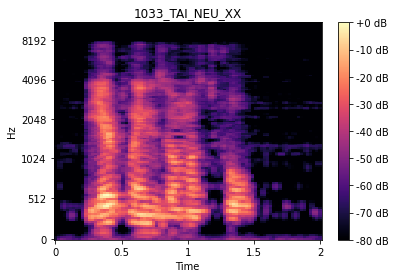 1033_TAI_NEU_XX
+0 dB
8192
-10 dB
4096
-20 dB
-30 dB
2048
Hz
-40 dB
1024
-50 dB
512
-60 dB
-70 dB
0
-80 dB
0 0.5 1 1.5 2
Time